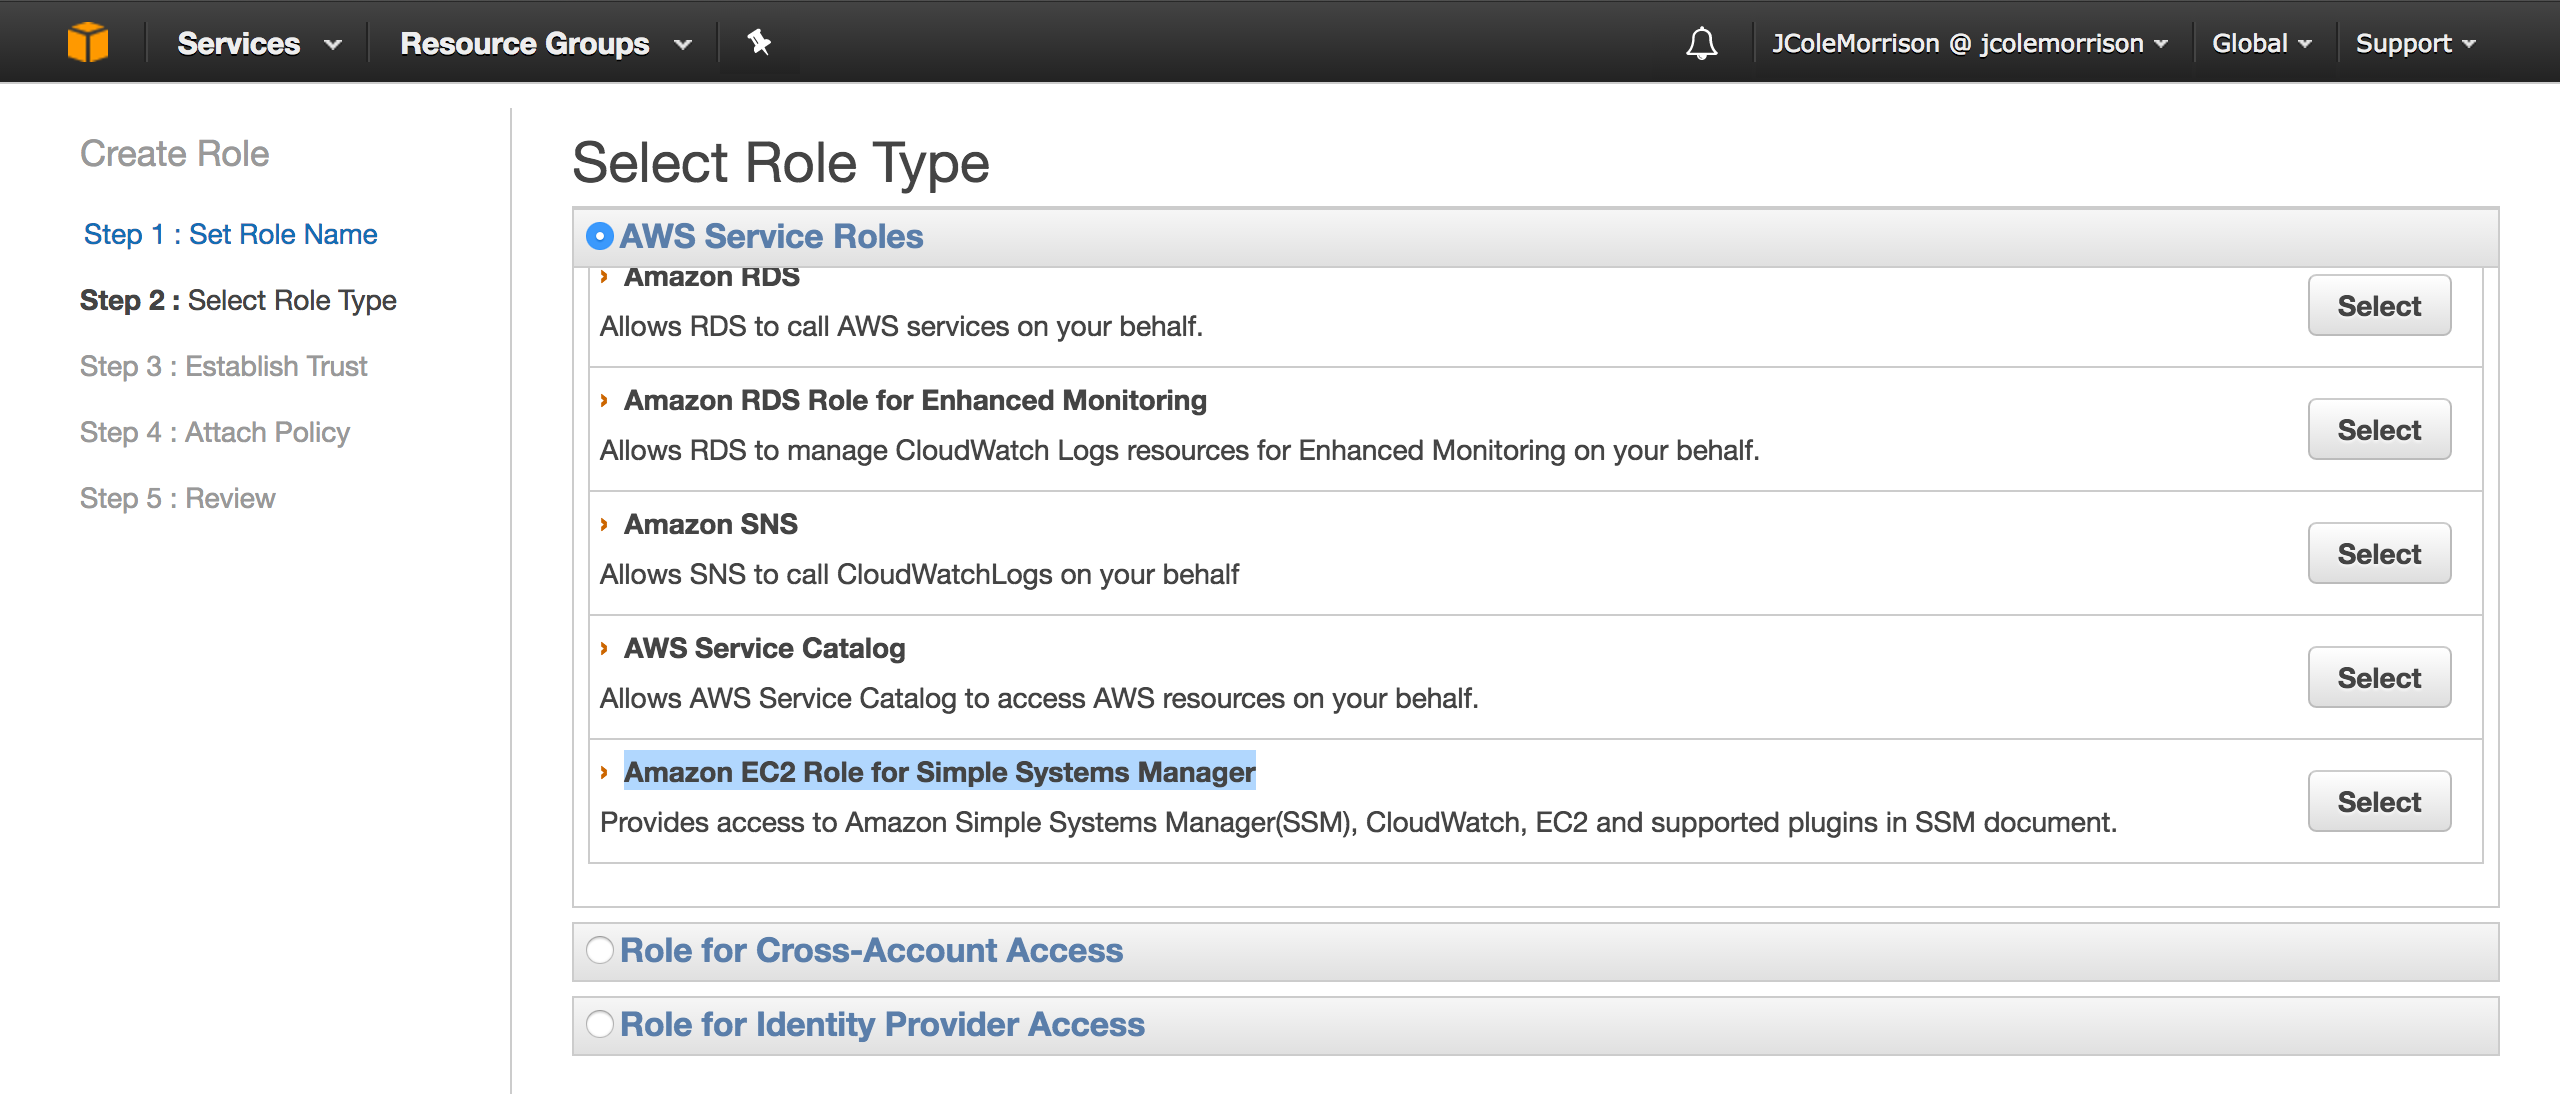 Services
Resource Groups
JColeMorrison @ jcolemorrison
Global
Support
Create Role
Step 1 : Set Role Name
Step 2 : Select Role Type
Step 3 : Establish Trust
Step 4 : Attach Policy
Step 5 : Review
Select Role Type
AWS Service Roles
Amazon RDS
Allows RDS to call AWS services on your behalf.
Select
Amazon RDS Role for Enhanced Monitoring
Allows RDS to manage CloudWatch Logs resources for Enhanced Monitoring on your behalf.
Select
Amazon SNS
Allows SNS to call CloudWatchLogs on your behalf
Select
AWS Service Catalog
Allows AWS Service Catalog to access AWS resources on your behalf.
Select
Amazon EC2 Role for Simple Systems Manager
Provides access to Amazon Simple Systems Manager(SSM), CloudWatch, EC2 and supported plugins in SSM document.
Select
Role for Cross-Account Access
Role for Identity Provider Access